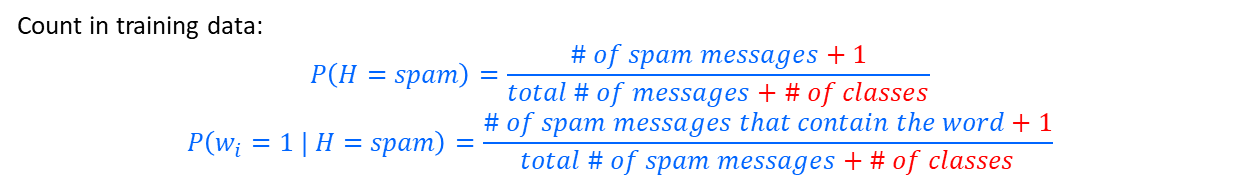 Count in training data:
P(H = spam) = # of spam messages + 1 / total # of messages + # of classes
P(wᵢ = 1 | H = spam) = # of spam messages that contain the word + 1 / total # of spam messages + # of classes